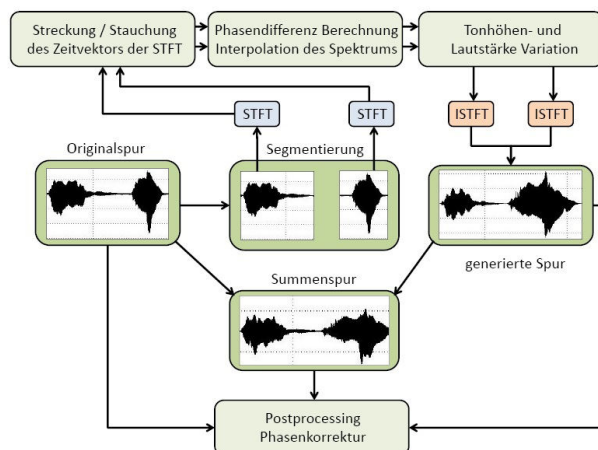 Streckung / Stauchung
des Zeitvektors der STFT
Phasendifferenz Berechnung
Interpolation des Spektrums
Tonhöhen- und
Lautstärke Variation
STFT
STFT
ISTFT
ISTFT
Originalspur
Segmentierung
generierte Spur
Summenspur
Postprocessing
Phasenkorrektur